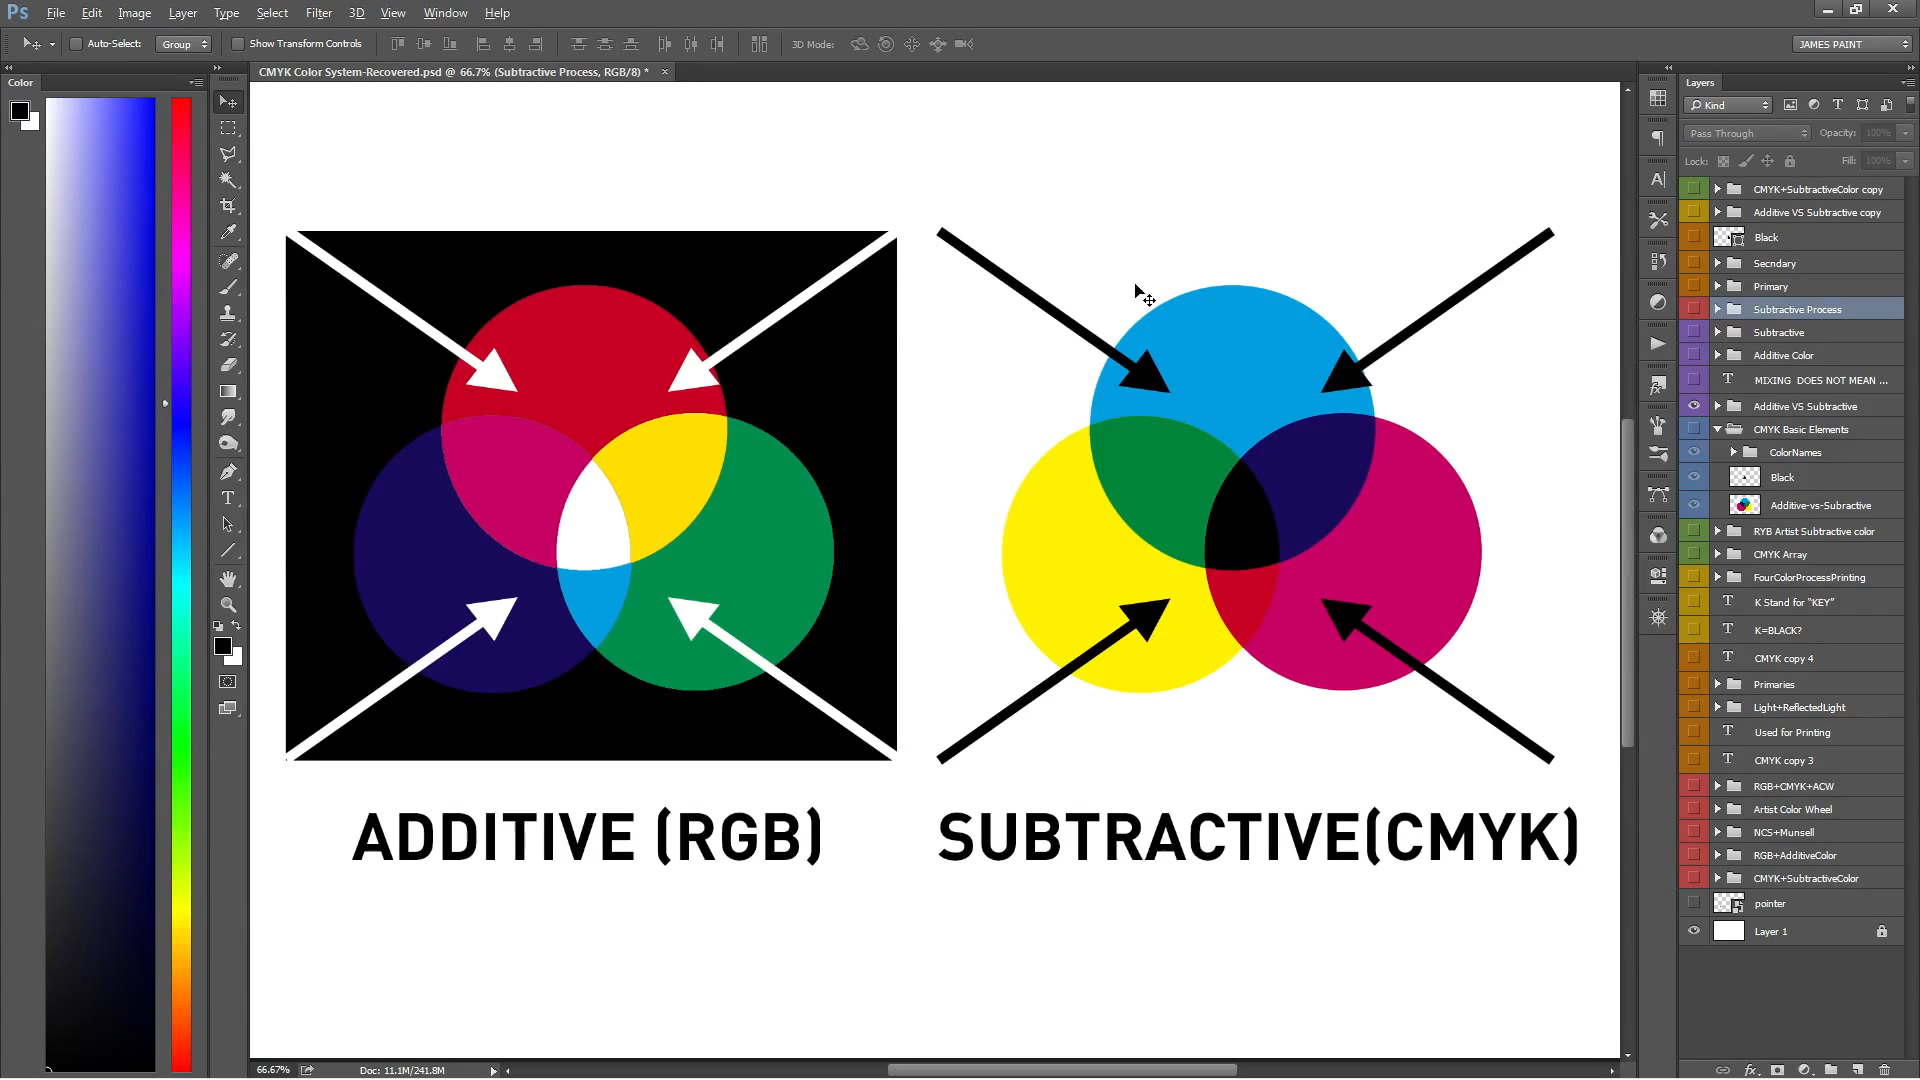 Ps File Edit Image Layer Type Select Filter 3D View Window Help
Auto-Select: Group Show Transform Controls 3D Mode: JAMES PAINT
CMYK Color System-Recovered.psd @ 66.7% (Subtractive Process, RGB/8) *
Color
ADDITIVE (RGB)
SUBTRACTIVE(CMYK)
66.67% Doc: 11.1M/241.8M
Layers
Kind
Pass Through Opacity: 100%
Lock: Fill: 100%
CMYK+SubtractiveColor copy
Additive VS Subtractive copy
Black
Secndary
Primary
Subtractive Process
Subtractive
Additive Color
MIXING DOES NOT MEAN ...
Additive VS Subtractive
CMYK Basic Elements
ColorNames
Black
Additive-vs-Subtractive
RYB Artist Subtractive color
CMYK Array
FourColorProcessPrinting
K Stand for "KEY"
K=BLACK?
CMYK copy 4
Primaries
Light+ReflectedLight
Used for Printing
CMYK copy 3
RGB+CMYK+ACW
Artist Color Wheel
NCS+Munsell
RGB+AdditiveColor
CMYK+SubtractiveColor
pointer
Layer 1